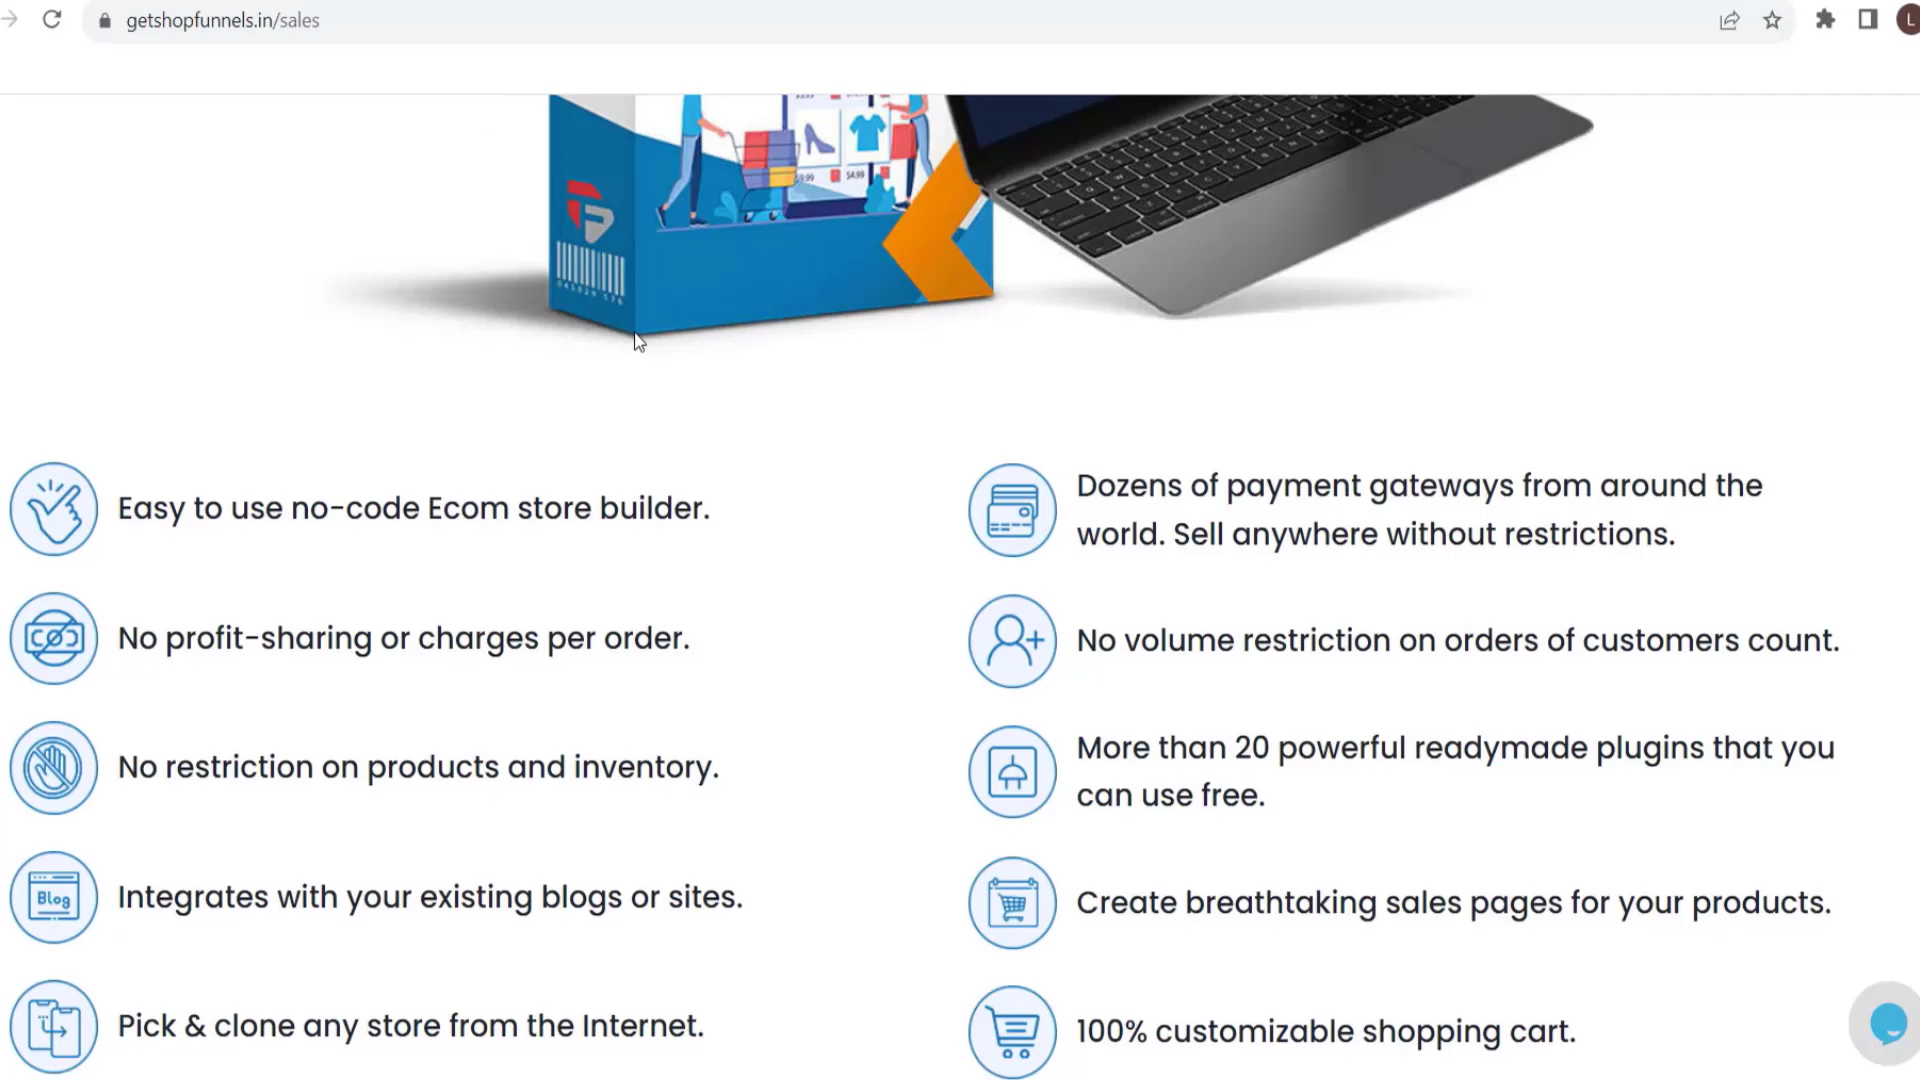 getshopfunnels.in/sales
L
$9.99
$4.99
Easy to use no-code Ecom store builder.
No profit-sharing or charges per order.
No restriction on products and inventory.
Blog
Integrates with your existing blogs or sites.
Pick & clone any store from the Internet.
Dozens of payment gateways from around the
world. Sell anywhere without restrictions.
No volume restriction on orders of customers count.
More than 20 powerful readymade plugins that you
can use free.
Create breathtaking sales pages for your products.
100% customizable shopping cart.